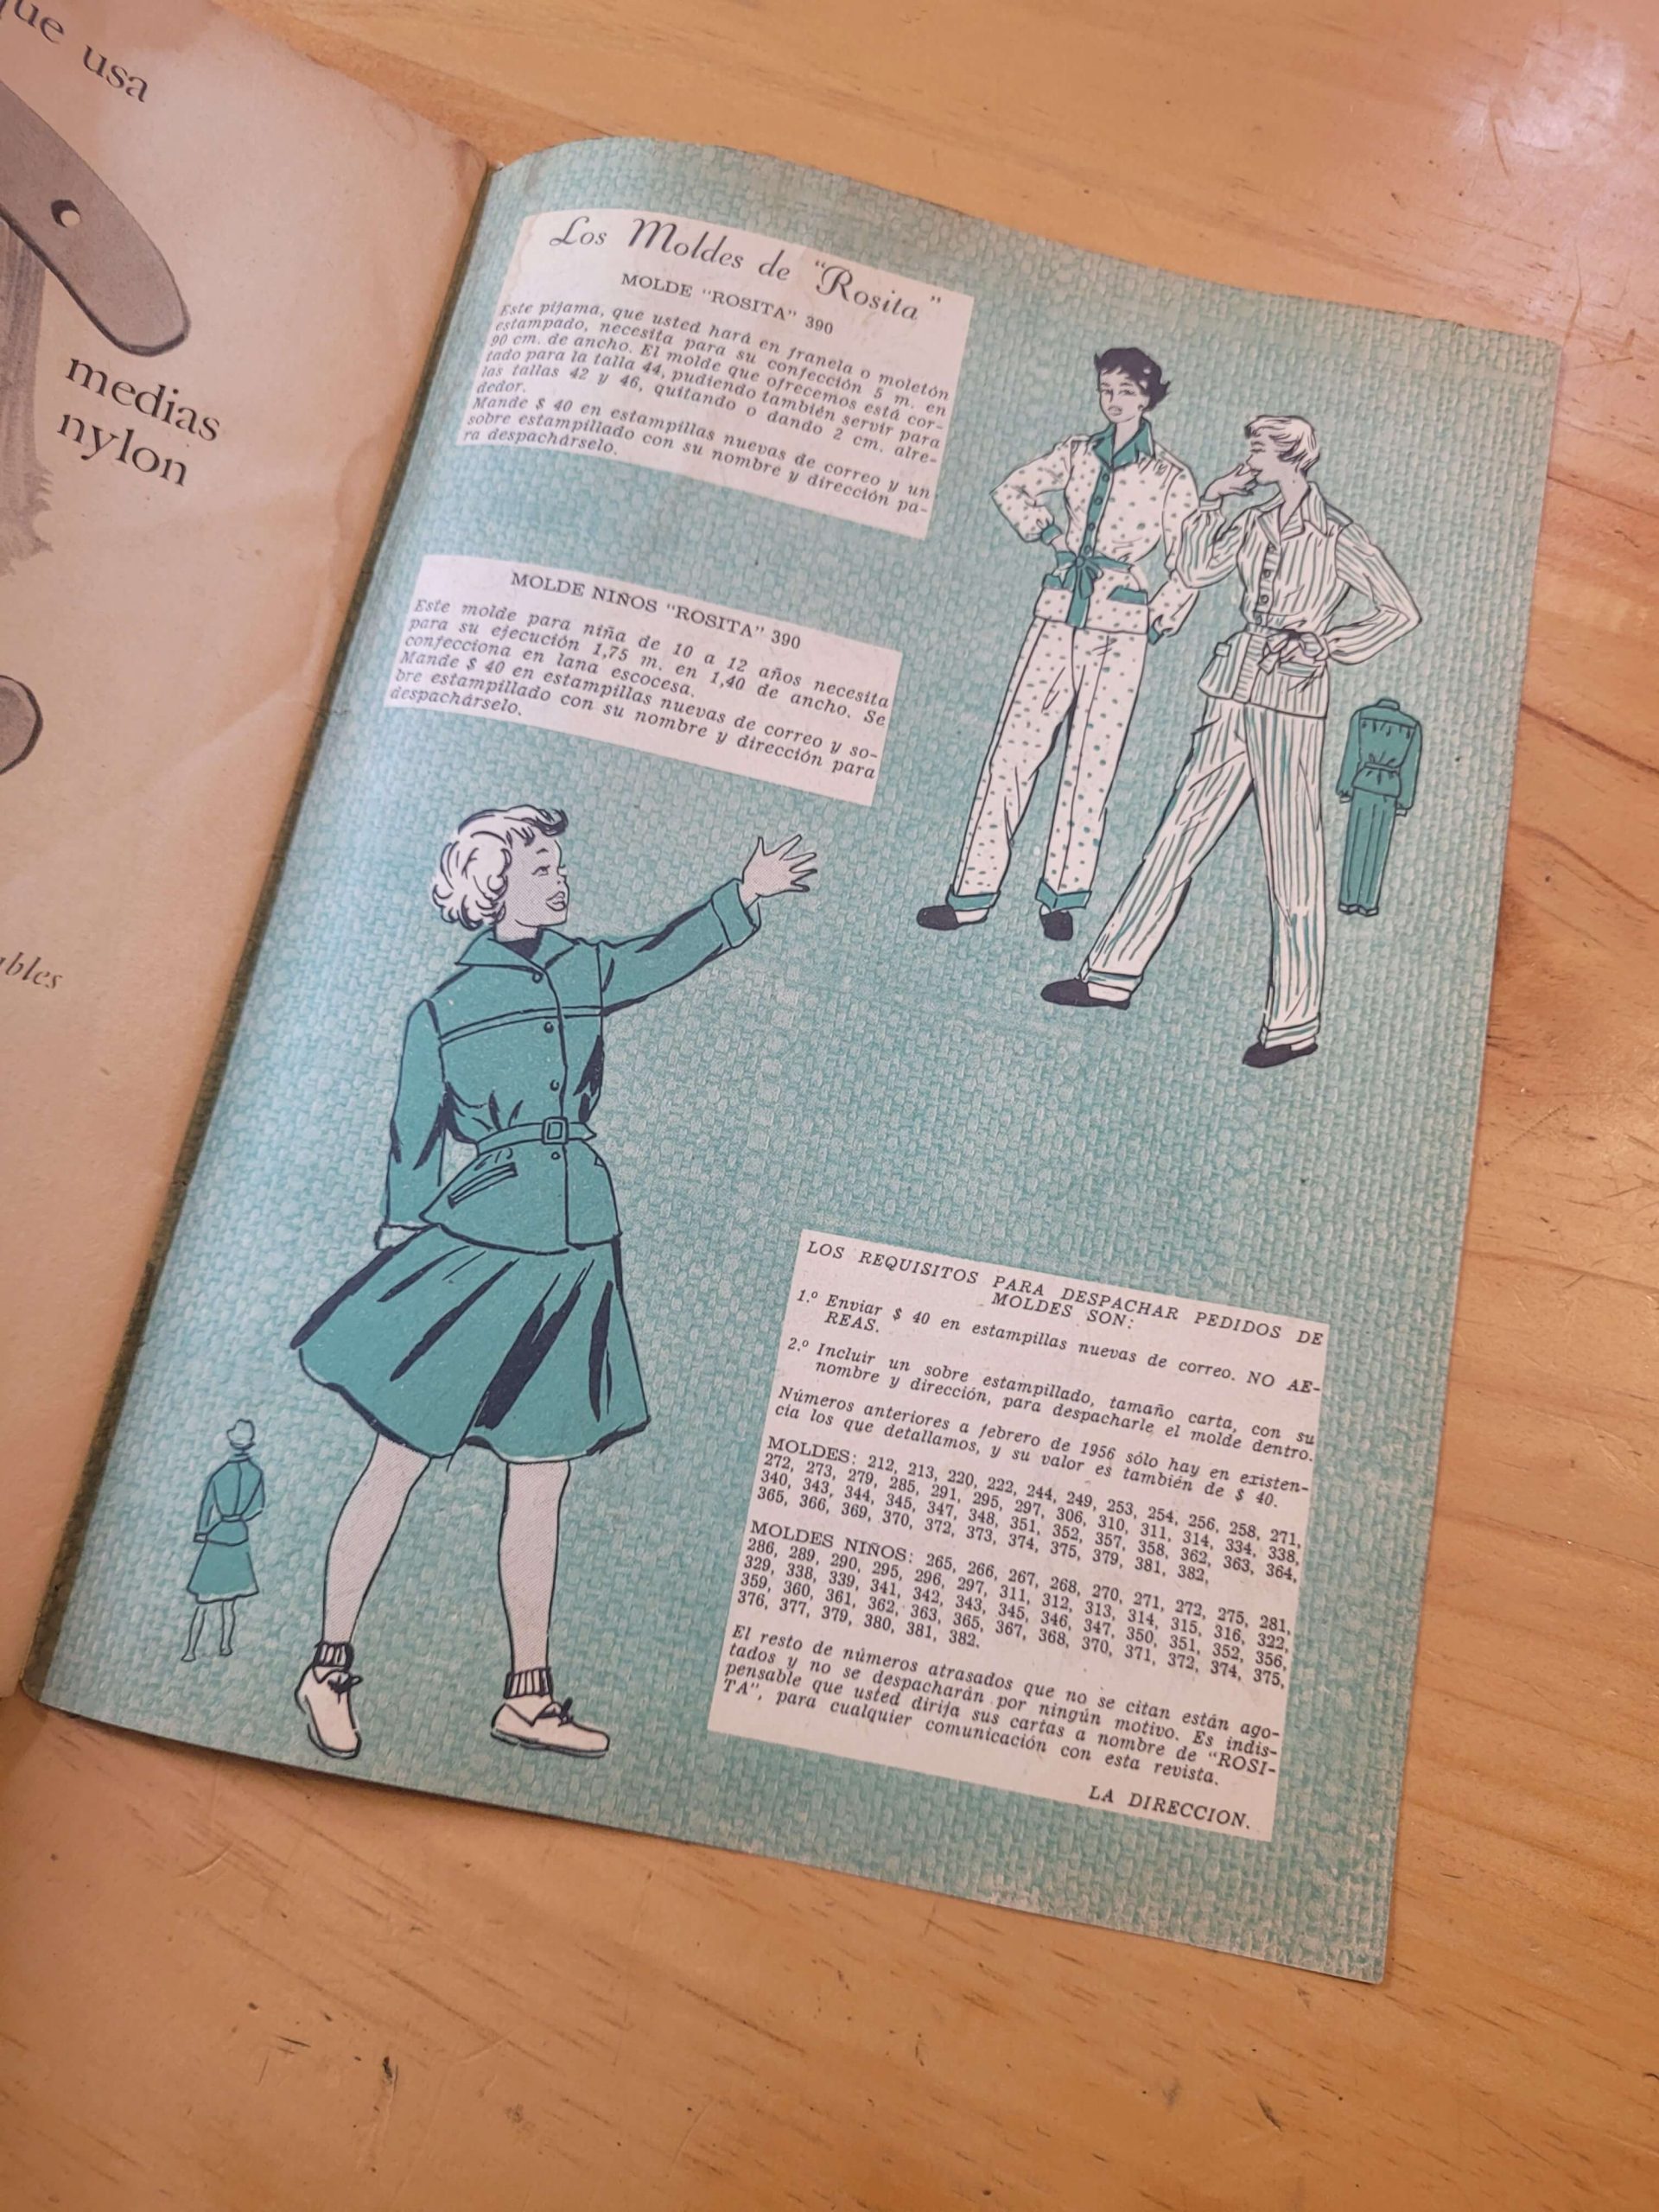 que usa
medias
nylon
Los Moldes de "Rosita"
MOLDE "ROSITA" 390
Este pijama, que usted hará en franela o moletón
estampado, necesita para su confección 5 m. en
90 cm. de ancho. El molde que ofrecemos está cor-
tado para la talla 44, pudiendo también servir para
las tallas 42 y 46, quitando o dando 2 cm. alre-
dedor.
Mande $ 40 en estampillas nuevas de correo y un
sobre estampillado con su nombre y dirección pa-
ra despachárselo.
MOLDE NIÑOS "ROSITA" 390
Este molde para niña de 10 a 12 años necesita
para su ejecución 1,75 m. en 1,40 de ancho. Se
confecciona en lana escocesa.
Mande $ 40 en estampillas nuevas de correo y so-
bre estampillado con su nombre y dirección para
despachárselo.
LOS REQUISITOS PARA DESPACHAR PEDIDOS DE
MOLDES SON:
1.º Enviar $ 40 en estampillas nuevas de correo. NO AE-
REAS.
2.º Incluir un sobre estampillado, tamaño carta, con su
nombre y dirección, para despacharle el molde dentro.
Números anteriores a febrero de 1956 sólo hay en existen-
cia los que detallamos, y su valor es también de $ 40.
MOLDES: 212, 213, 220, 222, 244, 249, 253, 254, 256, 258, 271,
272, 273, 279, 285, 291, 295, 297, 306, 310, 311, 314, 334, 338,
340, 343, 344, 345, 347, 348, 351, 352, 357, 358, 362, 363, 364,
365, 366, 369, 370, 372, 373, 374, 375, 379, 381, 382,
MOLDES NIÑOS: 265, 266, 267, 268, 270, 271, 272, 275, 281,
286, 289, 290, 295, 296, 297, 311, 312, 313, 314, 315, 316, 322,
329, 338, 339, 341, 342, 343, 345, 346, 347, 350, 351, 352, 356,
359, 360, 361, 362, 363, 365, 367, 368, 370, 371, 372, 374, 375,
376, 377, 379, 380, 381, 382.
El resto de números atrasados que no se citan están ago-
tados y no se despacharán por ningún motivo. Es indis-
pensable que usted dirija sus cartas a nombre de "ROSI-
TA", para cualquier comunicación con esta revista.
LA DIRECCION.